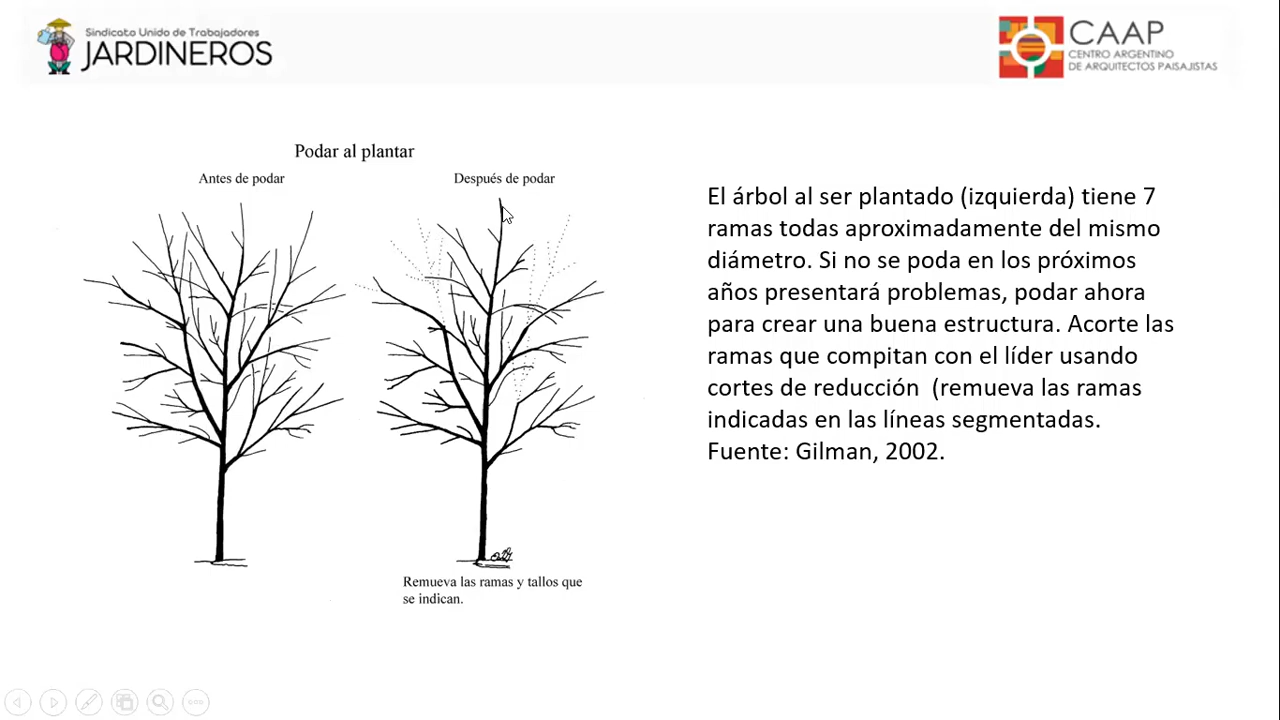 Sindicato Unido de Trabajadores
JARDINEROS
CAAP
CENTRO ARGENTINO
DE ARQUITECTOS PAISAJISTAS
Podar al plantar
Antes de podar
Después de podar
El árbol al ser plantado (izquierda) tiene 7
ramas todas aproximadamente del mismo
diámetro. Si no se poda en los próximos
años presentará problemas, podar ahora
para crear una buena estructura. Acorte las
ramas que compitan con el líder usando
cortes de reducción  (remueva las ramas
indicadas en las líneas segmentadas.
Fuente: Gilman, 2002.
Remueva las ramas y tallos que
se indican.